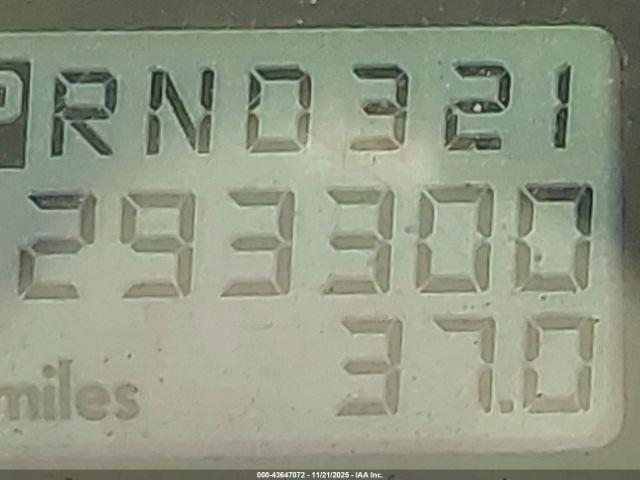 PRND321
293300
37.0
miles
000-43647072 - 11/21/2025 - IAA Inc.